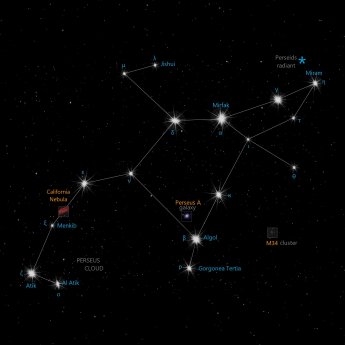 Perseids
radiant
λ
Jishui
μ
Miram
η
γ
Mirfak
τ
δ
α
θ
ε
ν
κ
California
Nebula
Perseus A
galaxy
ξ
Menkib
β
Algol
M34 cluster
PERSEUS
CLOUD
ρ
Gorgonea Tertia
ζ
Atik
Al Atik
ο